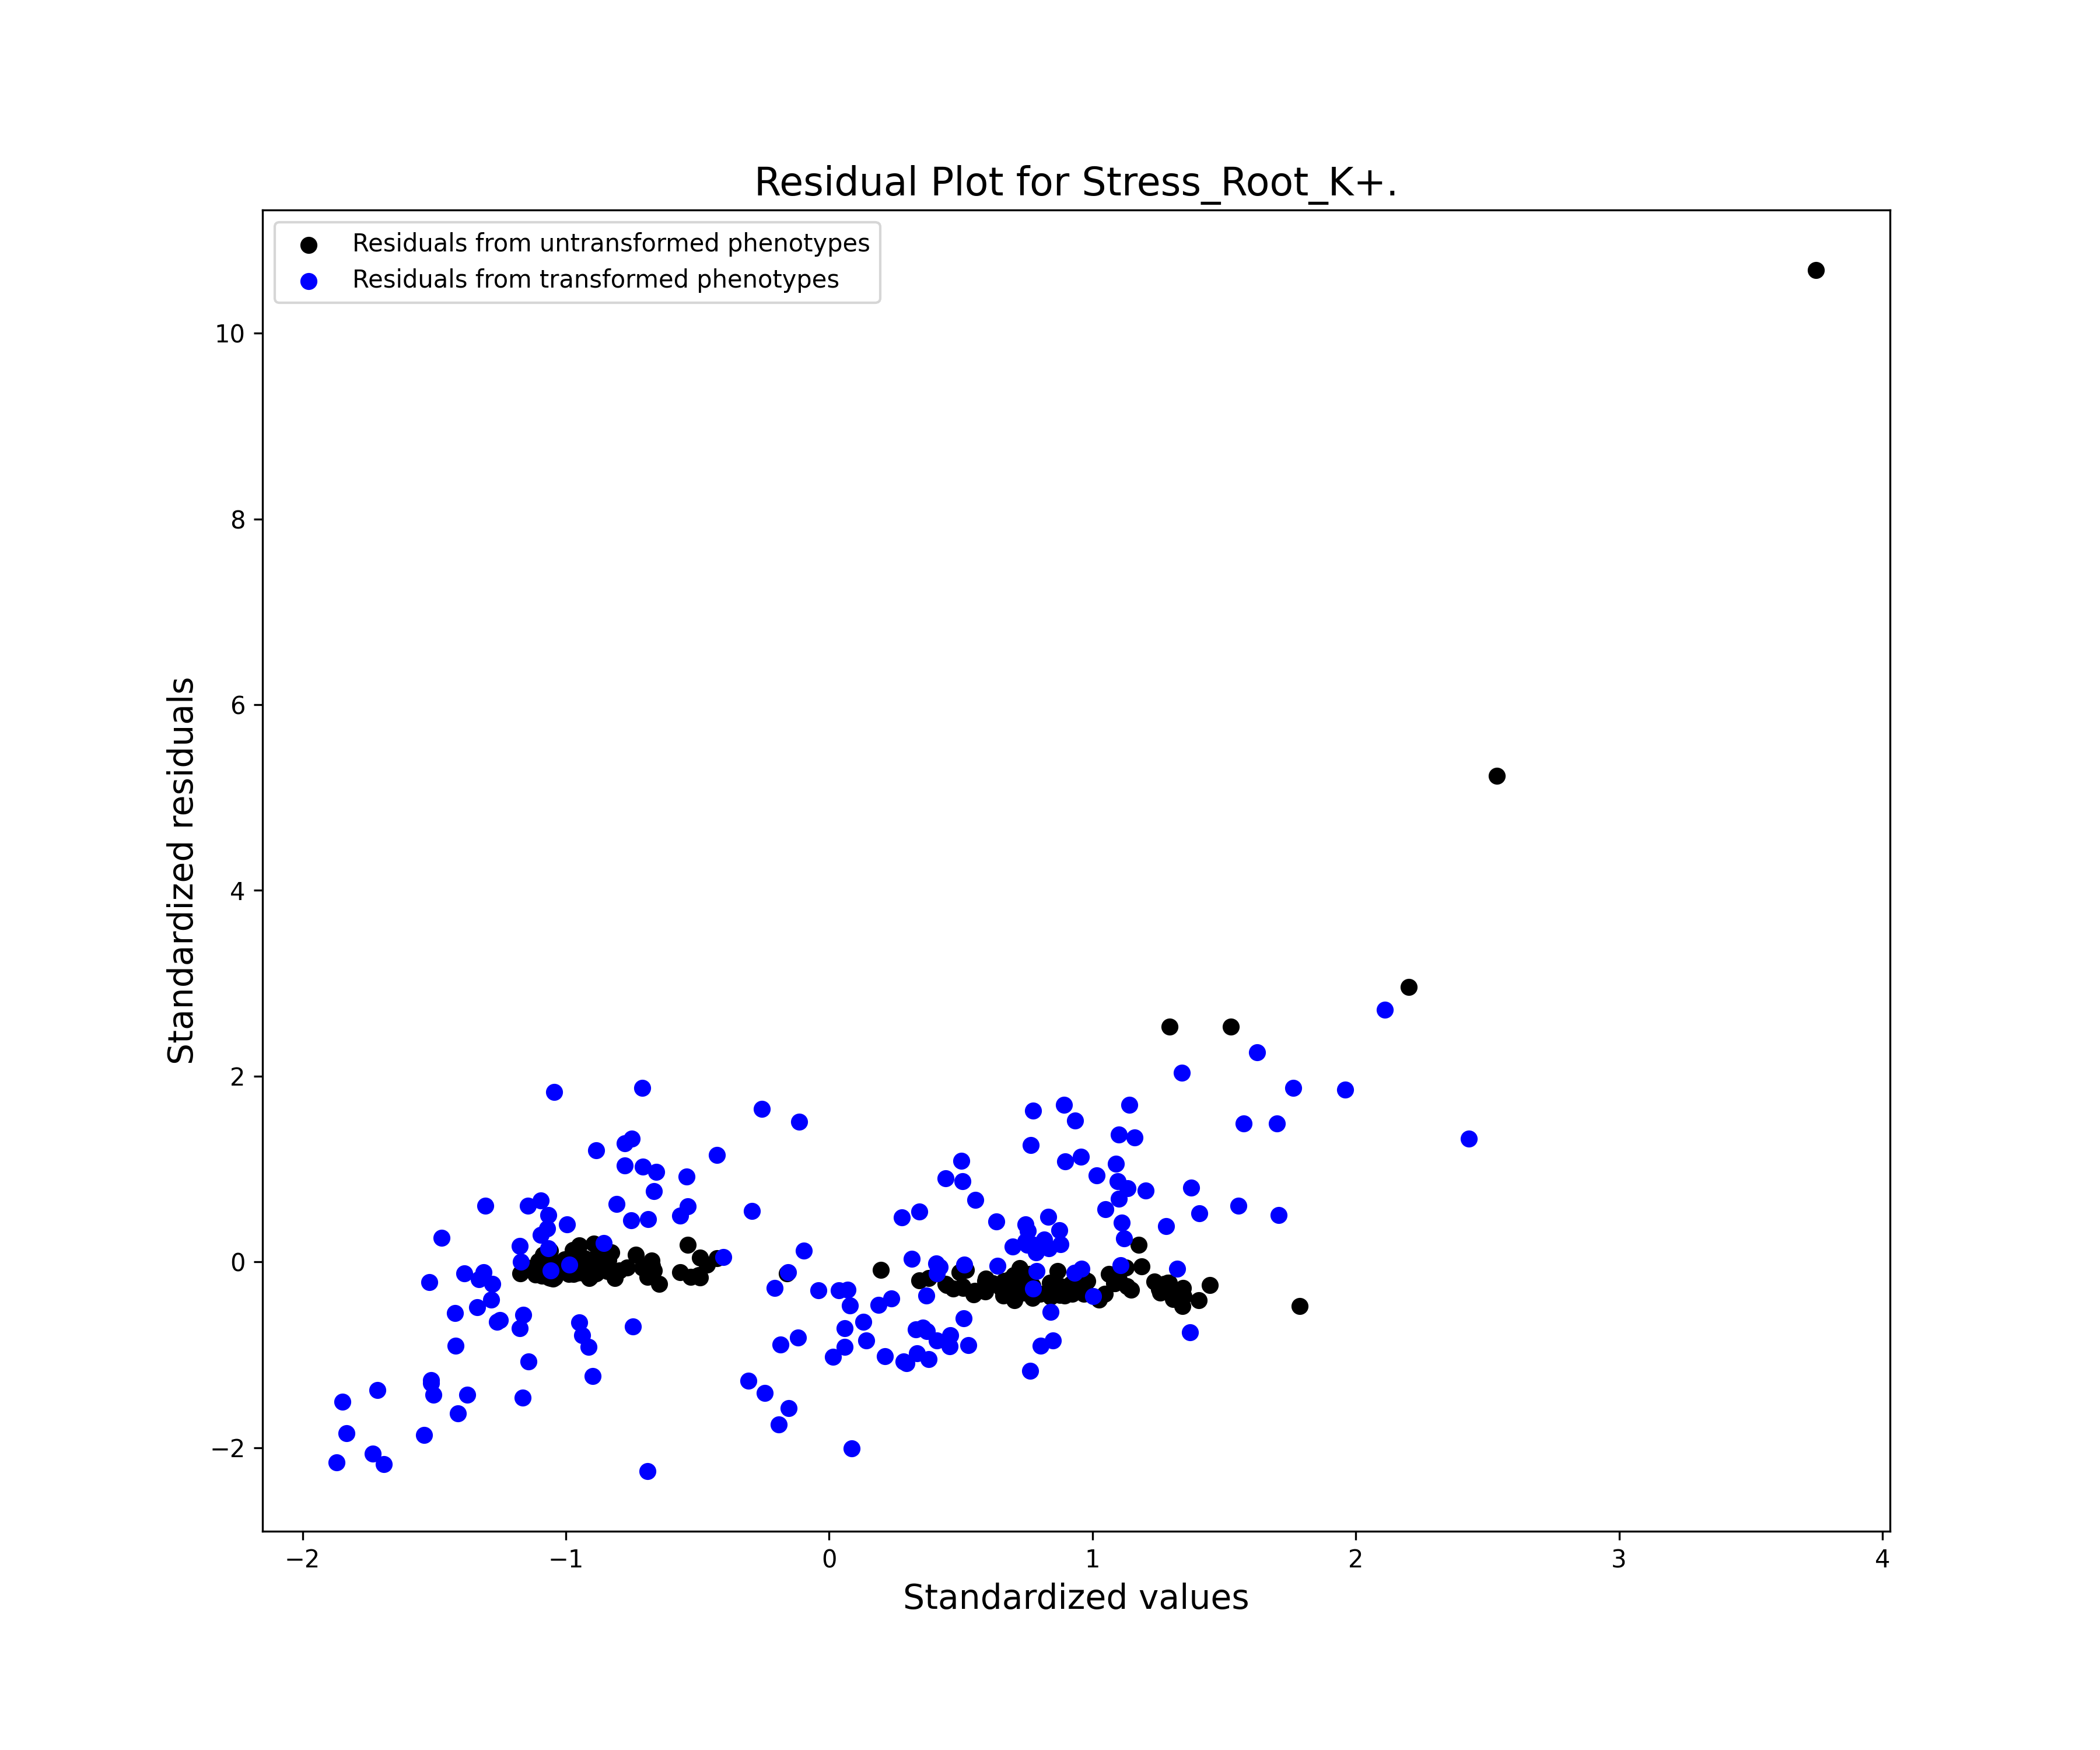 Residual Plot for Stress_Root_K+.
Residuals from untransformed phenotypes
Residuals from transformed phenotypes
10
8
6
4
2
0
−2
Standardized residuals
−2 −1 0 1 2 3 4
Standardized values